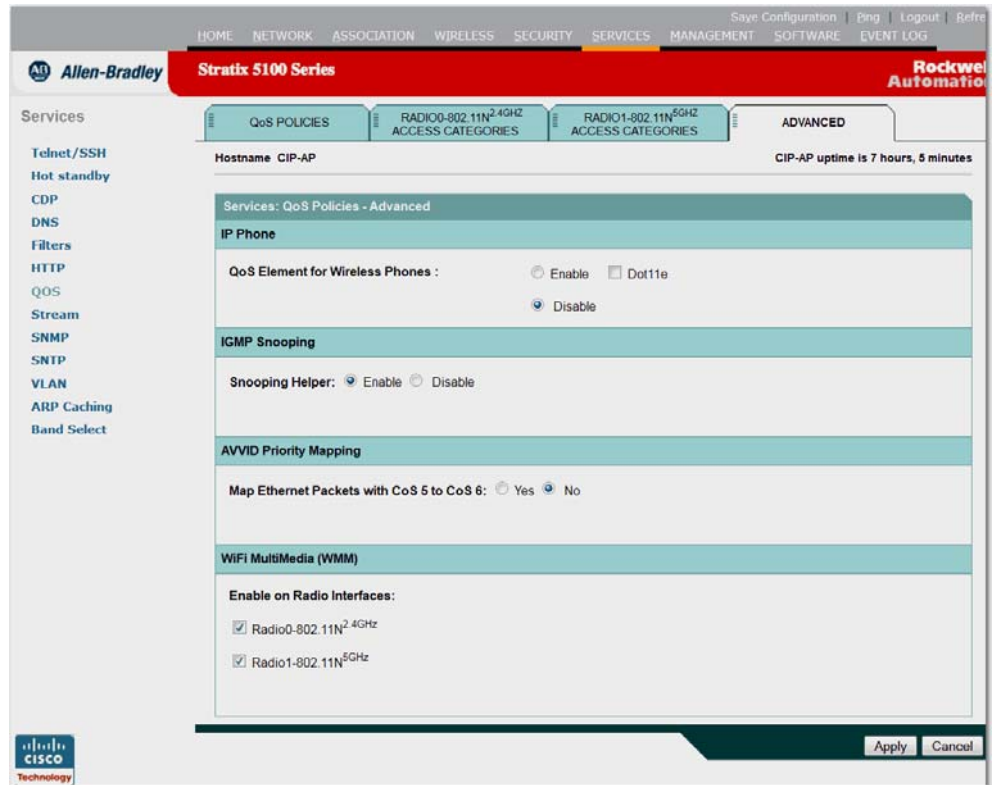 Save Configuration | Ping | Logout | Refre
HOME NETWORK ASSOCIATION WIRELESS SECURITY SERVICES MANAGEMENT SOFTWARE EVENT LOG
AB Allen-Bradley
Stratix 5100 Series
Rockwel
Automatio
Services
Telnet/SSH
Hot standby
CDP
DNS
Filters
HTTP
QOS
Stream
SNMP
SNTP
VLAN
ARP Caching
Band Select
QoS POLICIES
RADIO0-802.11N2.4GHZ
ACCESS CATEGORIES
RADIO1-802.11N5GHZ
ACCESS CATEGORIES
ADVANCED
Hostname CIP-AP
CIP-AP uptime is 7 hours, 5 minutes
Services: QoS Policies - Advanced
IP Phone
QoS Element for Wireless Phones : Enable Dot11e
Disable
IGMP Snooping
Snooping Helper: Enable Disable
AVVID Priority Mapping
Map Ethernet Packets with CoS 5 to CoS 6: Yes No
WiFi MultiMedia (WMM)
Enable on Radio Interfaces:
Radio0-802.11N2.4GHz
Radio1-802.11N5GHz
Apply Cancel
CISCO
Technology